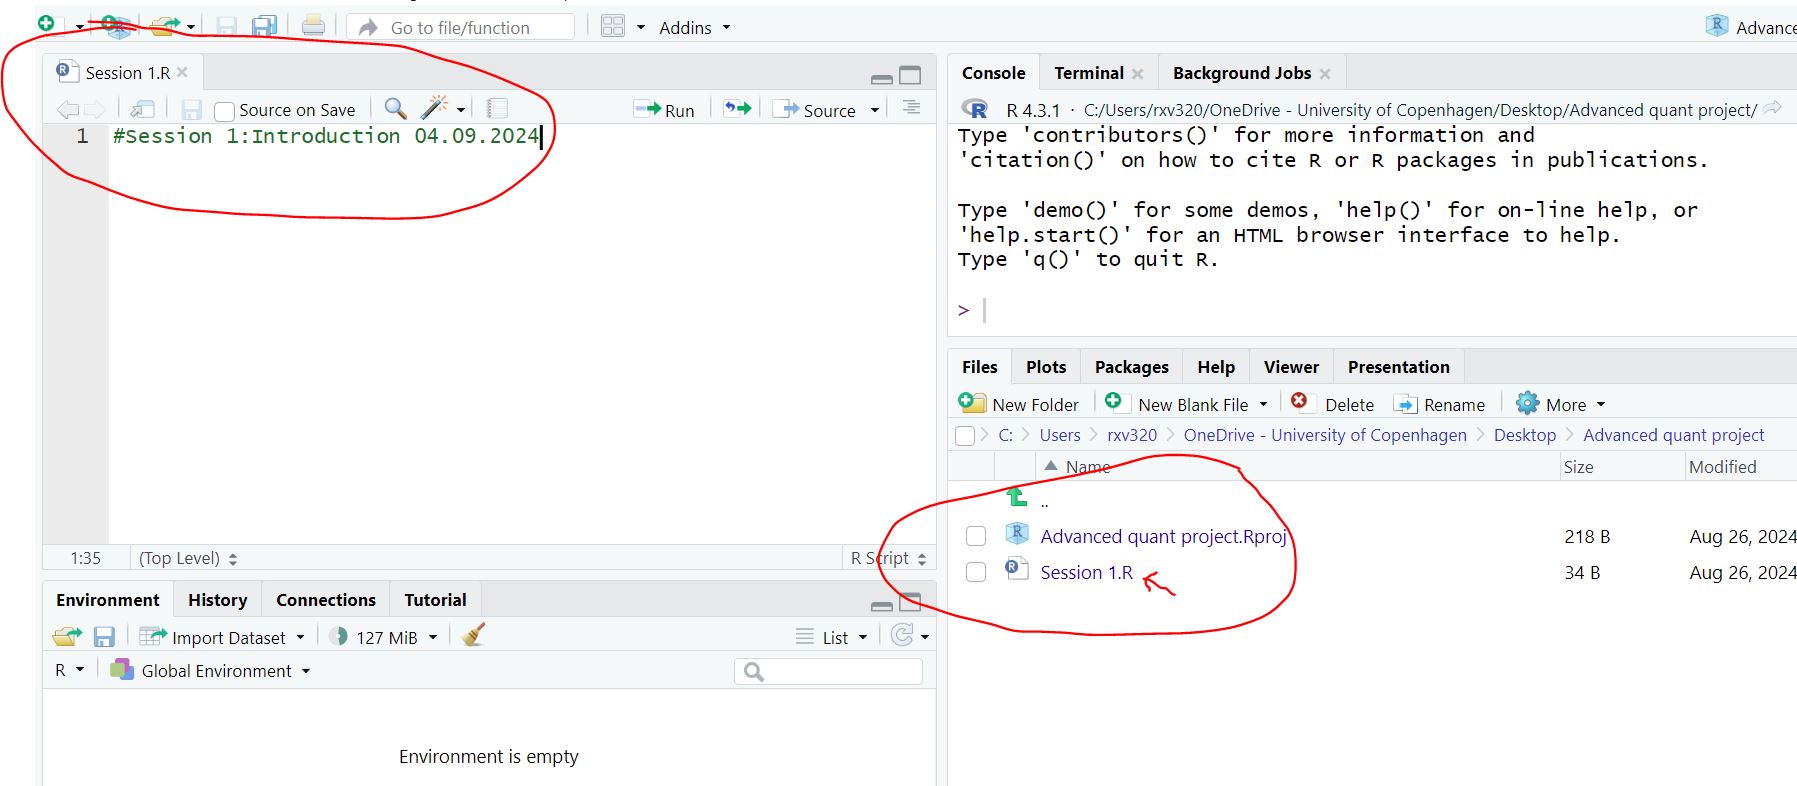 Go to file/function
Addins
Advance
Session 1.R
Source on Save
Run
Source
1 #Session 1:Introduction 04.09.2024
1:35 (Top Level) R Script
Environment History Connections Tutorial
Import Dataset 127 MiB List
R Global Environment
Environment is empty
Console Terminal Background Jobs
R 4.3.1 · C:/Users/rxv320/OneDrive - University of Copenhagen/Desktop/Advanced quant project/
Type 'contributors()' for more information and
'citation()' on how to cite R or R packages in publications.
Type 'demo()' for some demos, 'help()' for on-line help, or
'help.start()' for an HTML browser interface to help.
Type 'q()' to quit R.
>
Files Plots Packages Help Viewer Presentation
New Folder New Blank File Delete Rename More
C: Users rxv320 OneDrive - University of Copenhagen Desktop Advanced quant project
Name Size Modified
..
Advanced quant project.Rproj 218 B Aug 26, 2024
Session 1.R 34 B Aug 26, 2024